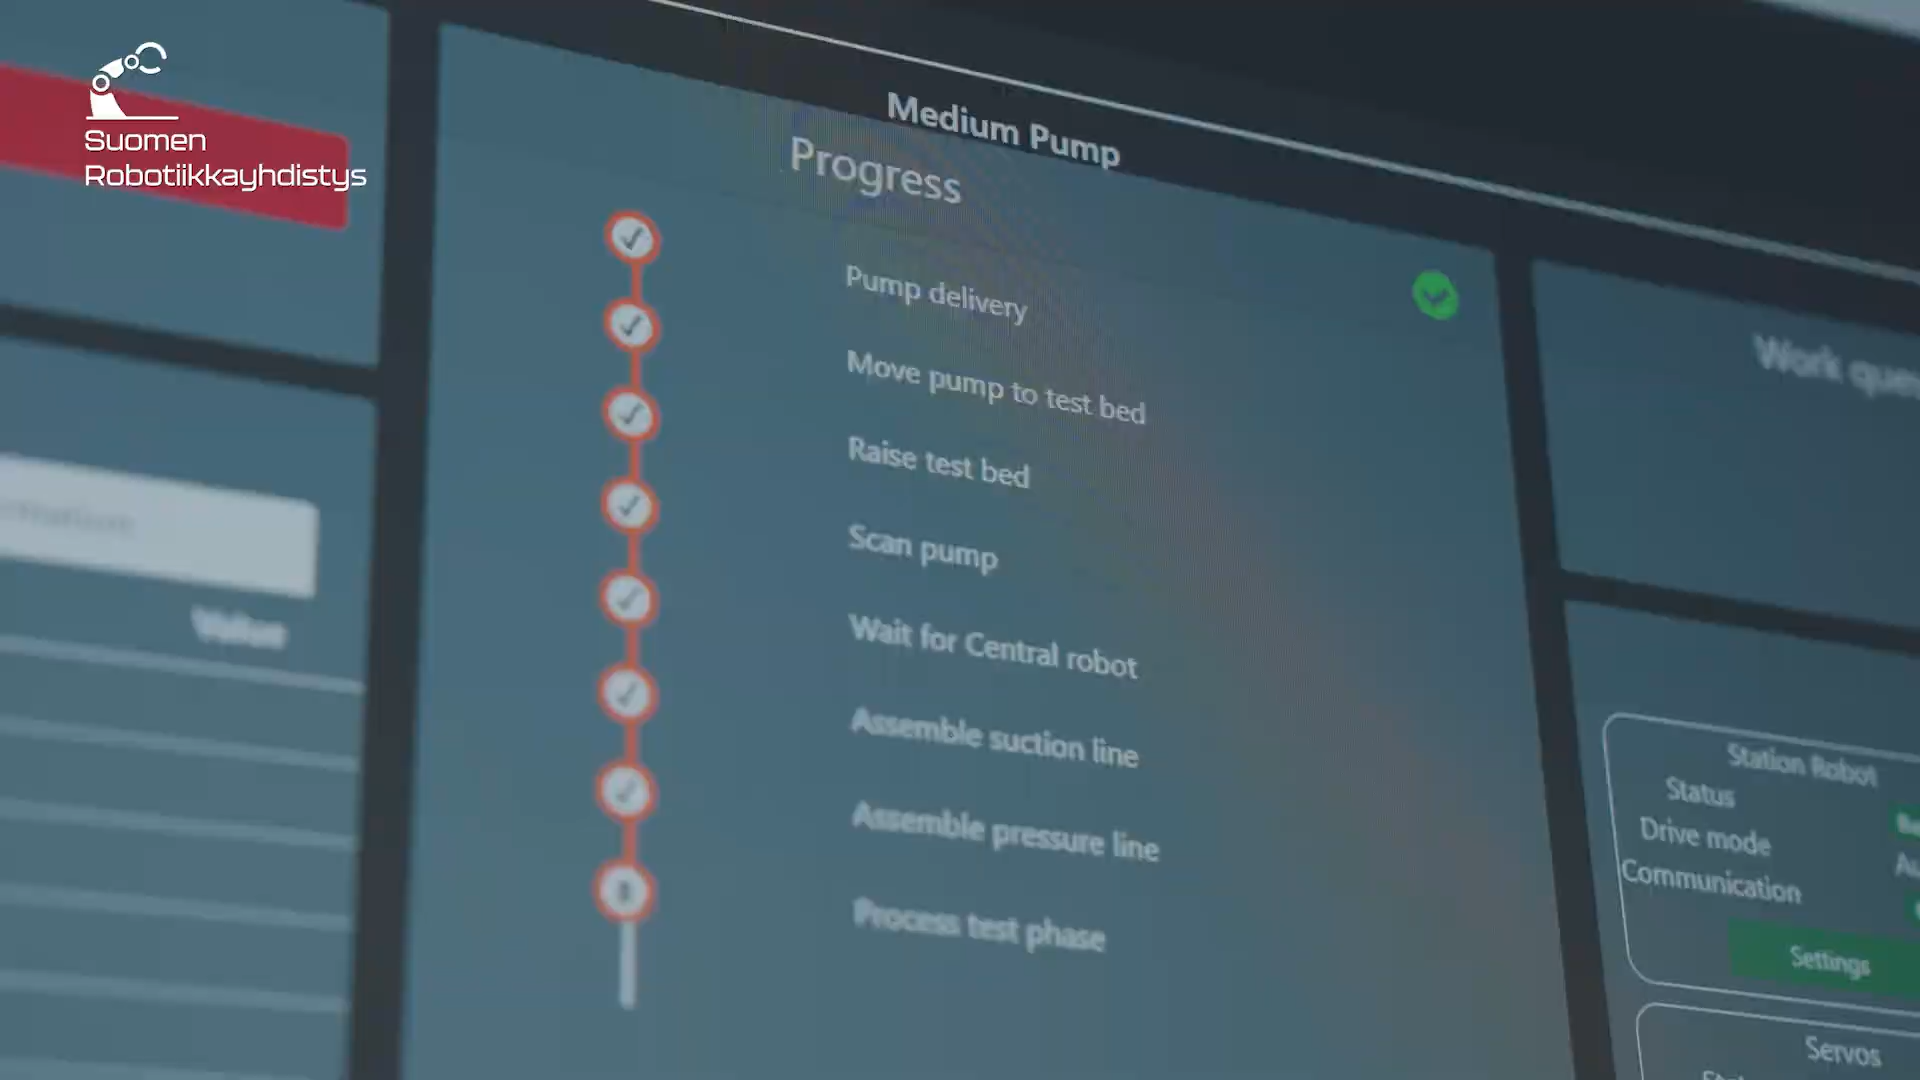 Suomen
Robotiikkayhdistys
Medium Pump
Progress
Pump delivery
Move pump to test bed
Raise test bed
Scan pump
Wait for Central robot
Assemble suction line
Assemble pressure line
Process test phase
Value
Work
Station Robot
Status
Drive mode
Communication
Settings
Servos